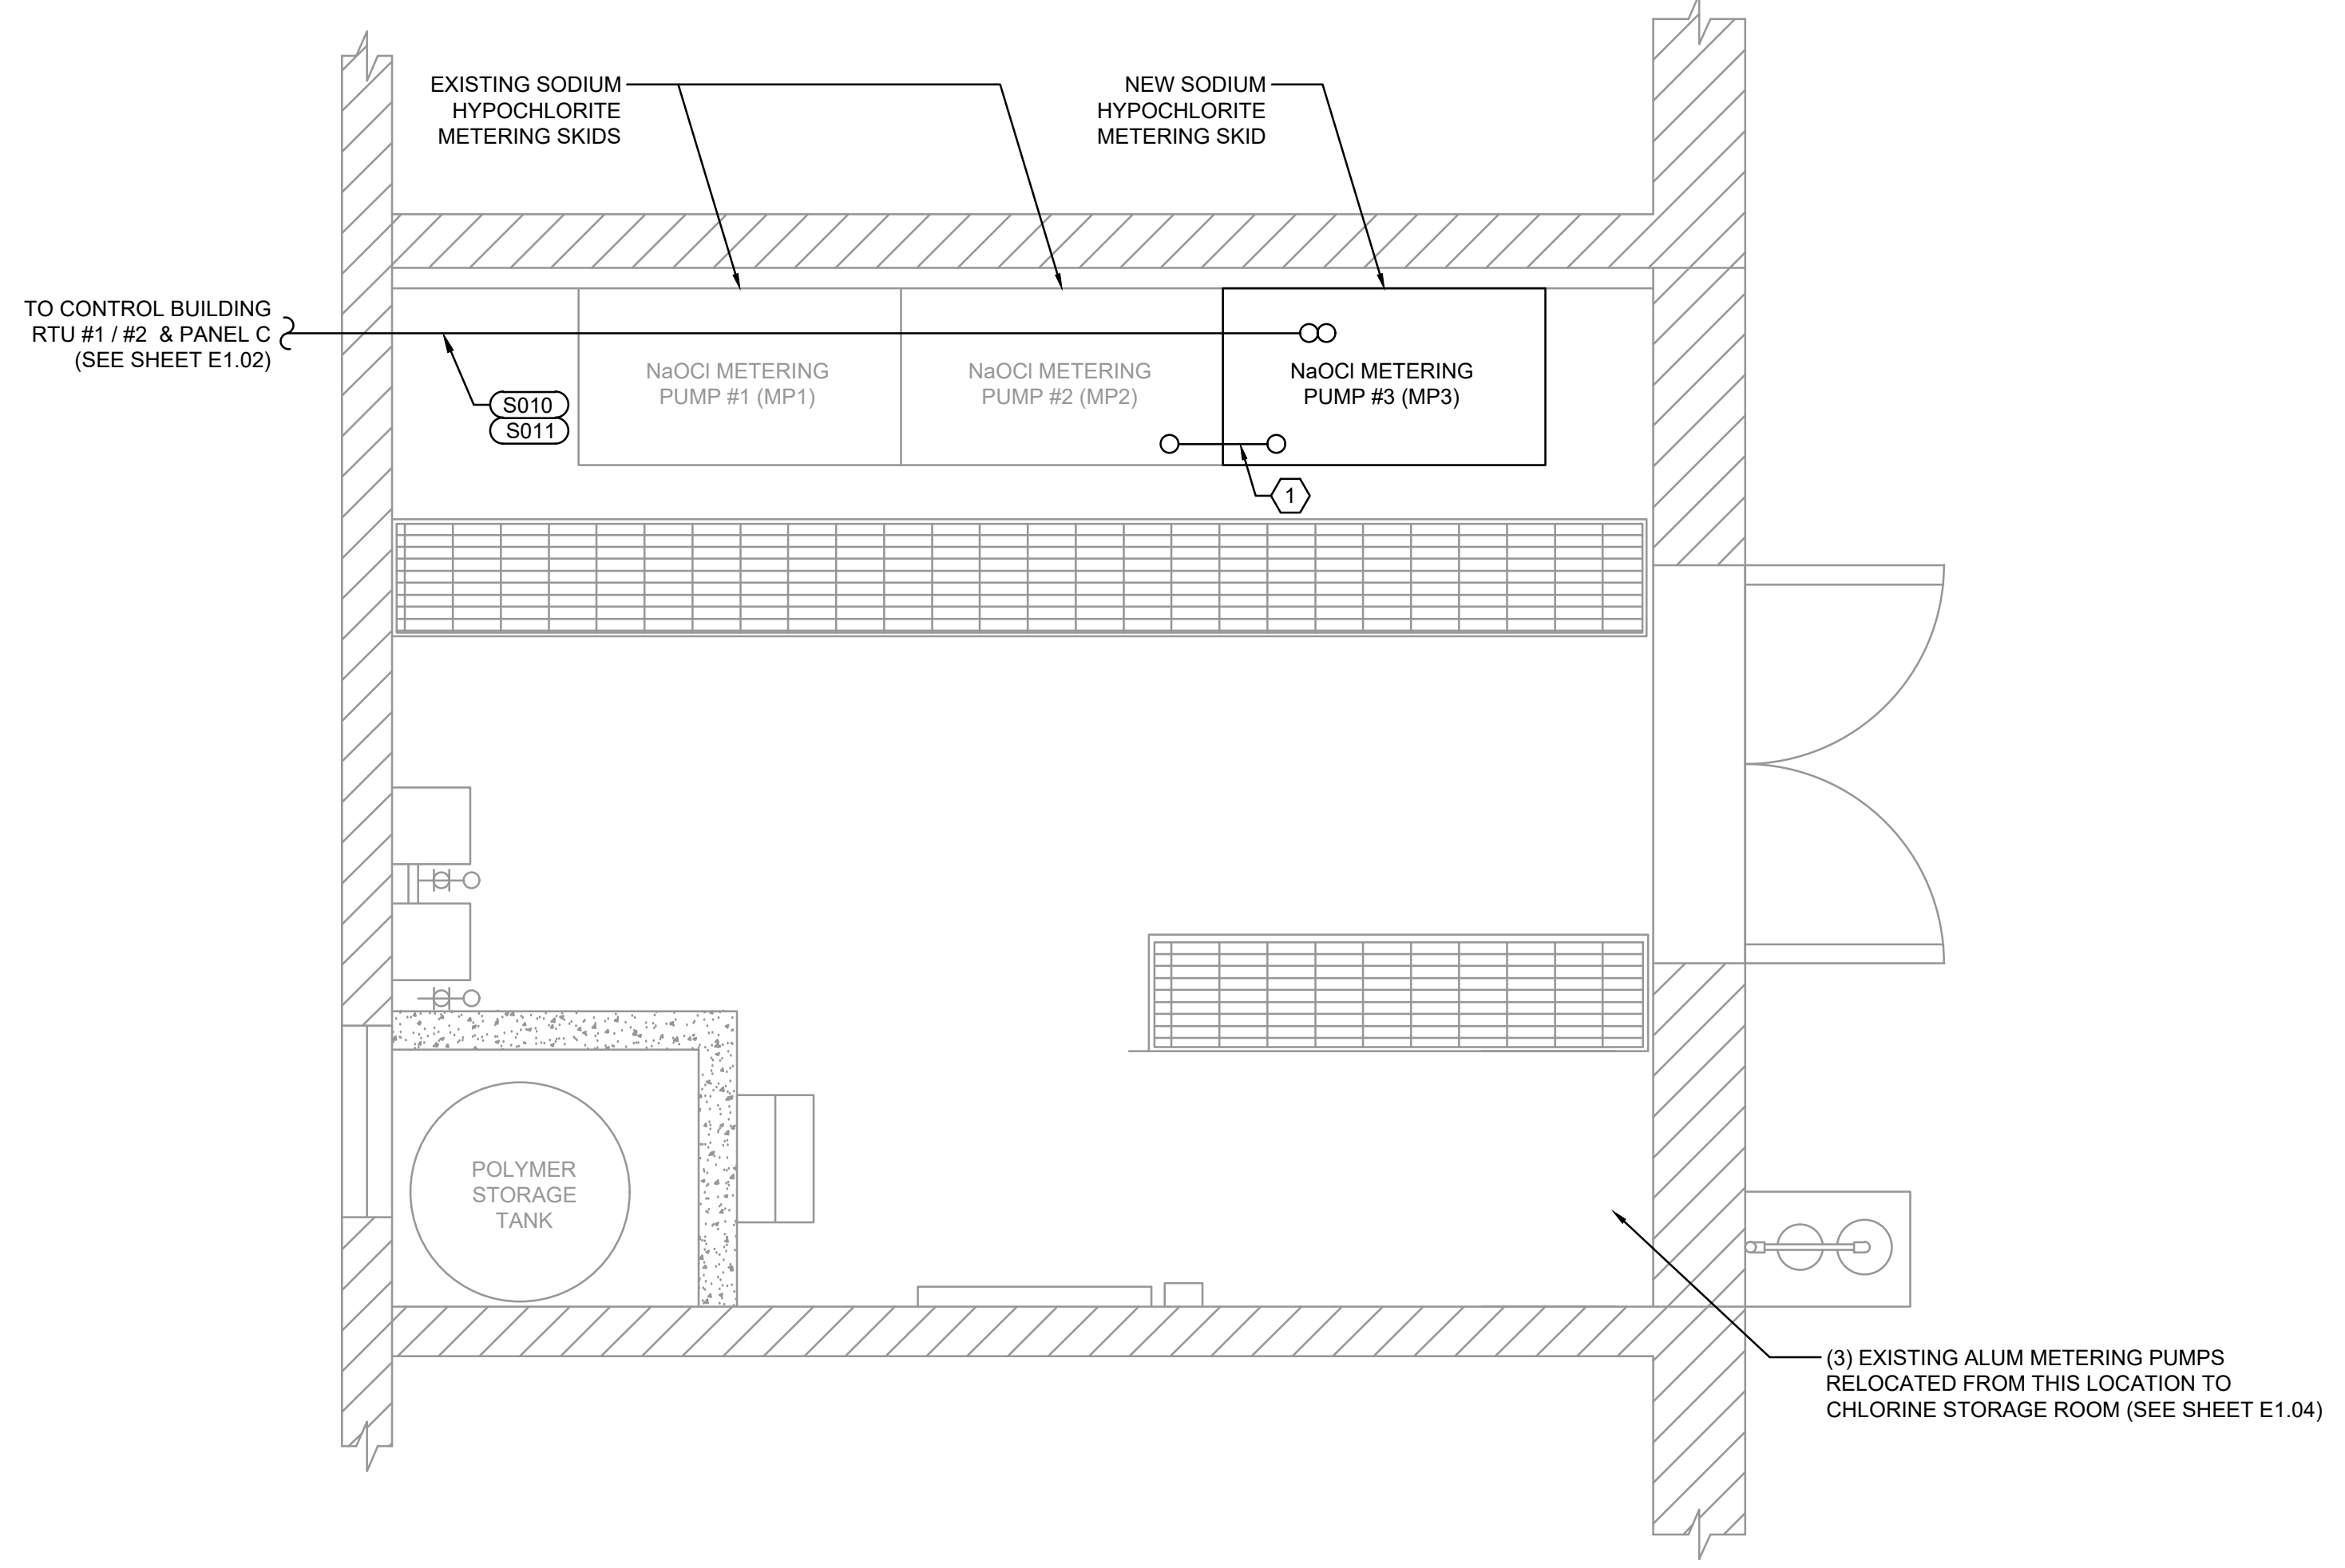 EXISTING SODIUM
HYPOCHLORITE
METERING SKIDS
NEW SODIUM
HYPOCHLORITE
METERING SKID
TO CONTROL BUILDING
RTU #1 / #2 & PANEL C
(SEE SHEET E1.02)
S010
S011
NaOCl METERING
PUMP #1 (MP1)
NaOCl METERING
PUMP #2 (MP2)
NaOCl METERING
PUMP #3 (MP3)
1
POLYMER
STORAGE
TANK
(3) EXISTING ALUM METERING PUMPS
RELOCATED FROM THIS LOCATION TO
CHLORINE STORAGE ROOM (SEE SHEET E1.04)